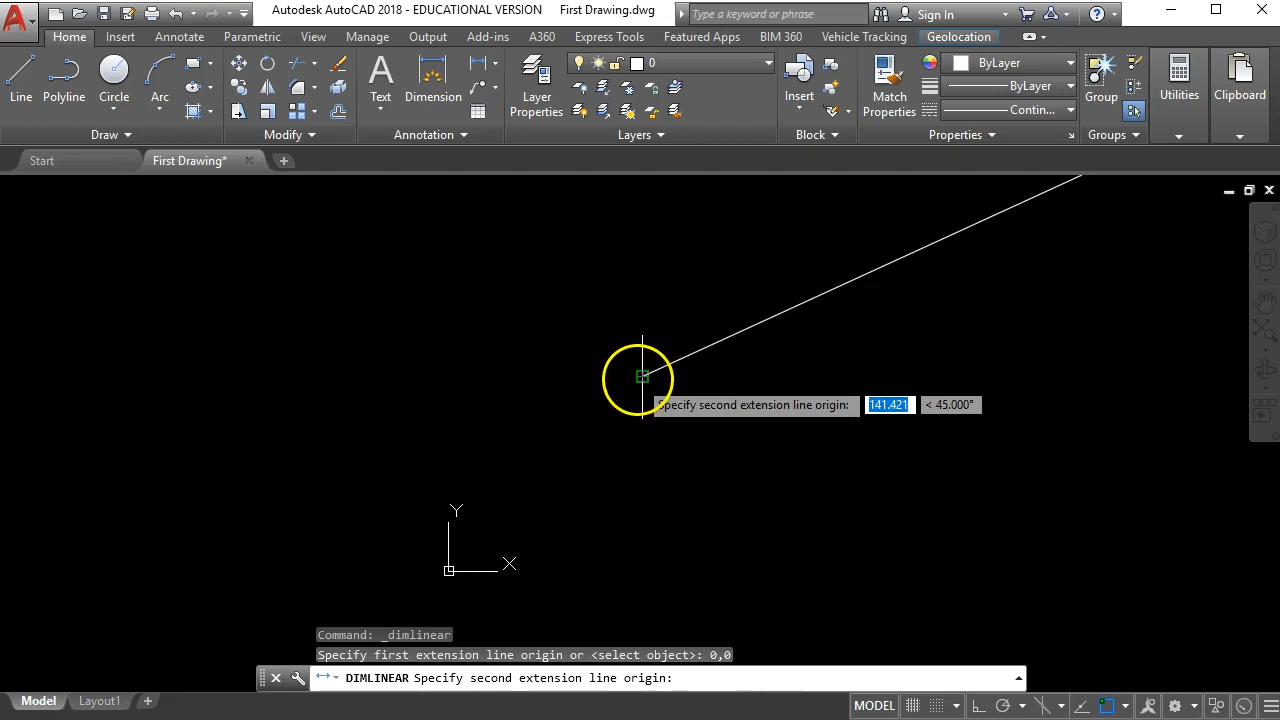 Autodesk AutoCAD 2018 - EDUCATIONAL VERSION First Drawing.dwg
Type a keyword or phrase
Sign In
Home Insert Annotate Parametric View Manage Output Add-ins A360 Express Tools Featured Apps BIM 360 Vehicle Tracking Geolocation
0
ByLayer
ByLayer
Contin...
Line Polyline Circle Arc
Text Dimension
Layer Properties
Insert
Match Properties
Group
Utilities
Clipboard
Draw Modify Annotation Layers Block Properties Groups
Start First Drawing*
Specify second extension line origin: 141.421 < 45.000°
Y
X
Command: _dimlinear
Specify first extension line origin or <select object>: 0,0
DIMLINEAR Specify second extension line origin:
Model Layout1
MODEL